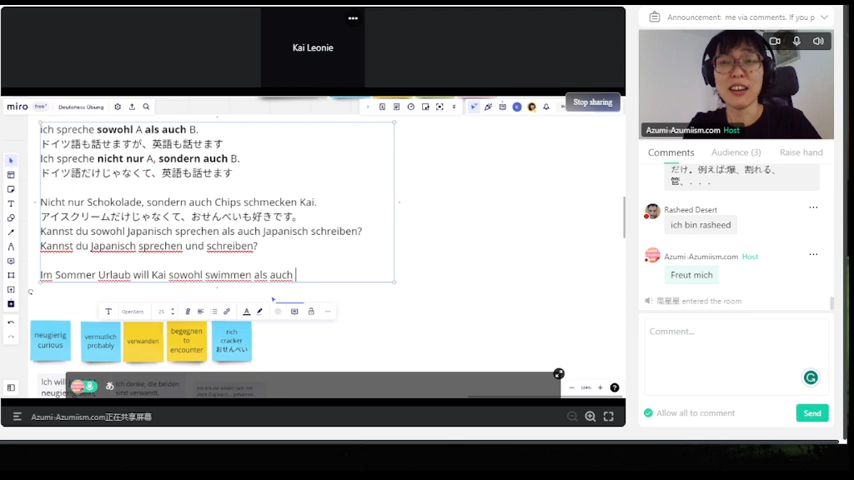 Announcement: me via comments. If you p
Kai Leonie
miro
free
Deutsness Übung
Stop sharing
ich spreche sowohl A als auch B.
ドイツ語も話せますが、英語も話せます
Ich spreche nicht nur A, sondern auch B.
ドイツ語だけじゃなくて、英語も話せます
Nicht nur Schokolade, sondern auch Chips schmecken Kai.
アイスクリームだけじゃなくて、おせんべいも好きです。
Kannst du sowohl Japanisch sprechen als auch Japanisch schreiben?
Kannst du Japanisch sprechen und schreiben?
Im Sommer Urlaub will Kai sowohl swimmen als auch
neugierig
curious
vermutlich
probably
verwanden
begegnen
to
encounter
rich
cracker
おせんべい
Ich denke, die beiden
sind verwandt.
Azumi-Azumiism.com正在共享屏幕
Azumi-Azumiism.com Host
Comments
Audience (3)
Raise hand
だけ。例えば:爆、割れる、
管、...
Rasheed Desert
ich bin rasheed
Azumi-Azumiism.com Host
Freut mich
entered the room
Comment...
Allow all to comment
Send